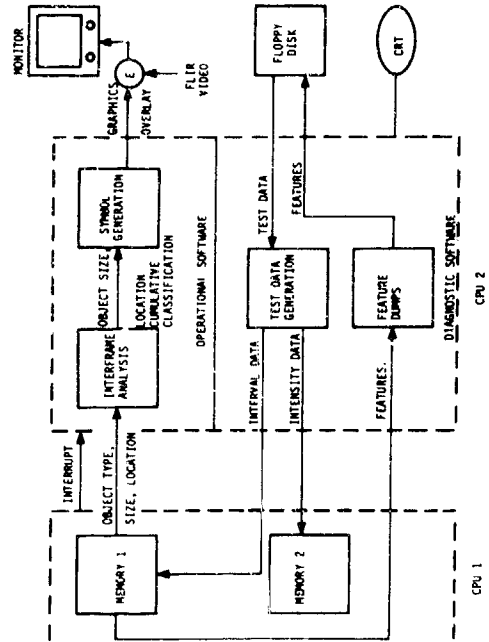 MONITOR
GRAPHICS
OVERLAY
E
FLIR
VIDEO
FLOPPY
DISK
CRT
SYMBOL
GENERATION
OBJECT SIZE,
LOCATION
CUMULATIVE
CLASSIFICATION
INTERFRAME
ANALYSIS
OPERATIONAL SOFTWARE
TEST DATA
FEATURES
TEST DATA
GENERATION
INTERVAL DATA
INTENSITY DATA
FEATURE
DUMPS
DIAGNOSTIC SOFTWARE
CPU 2
FEATURES.
INTERRUPT
OBJECT TYPE,
SIZE, LOCATION
MEMORY 1
MEMORY 2
CPU 1